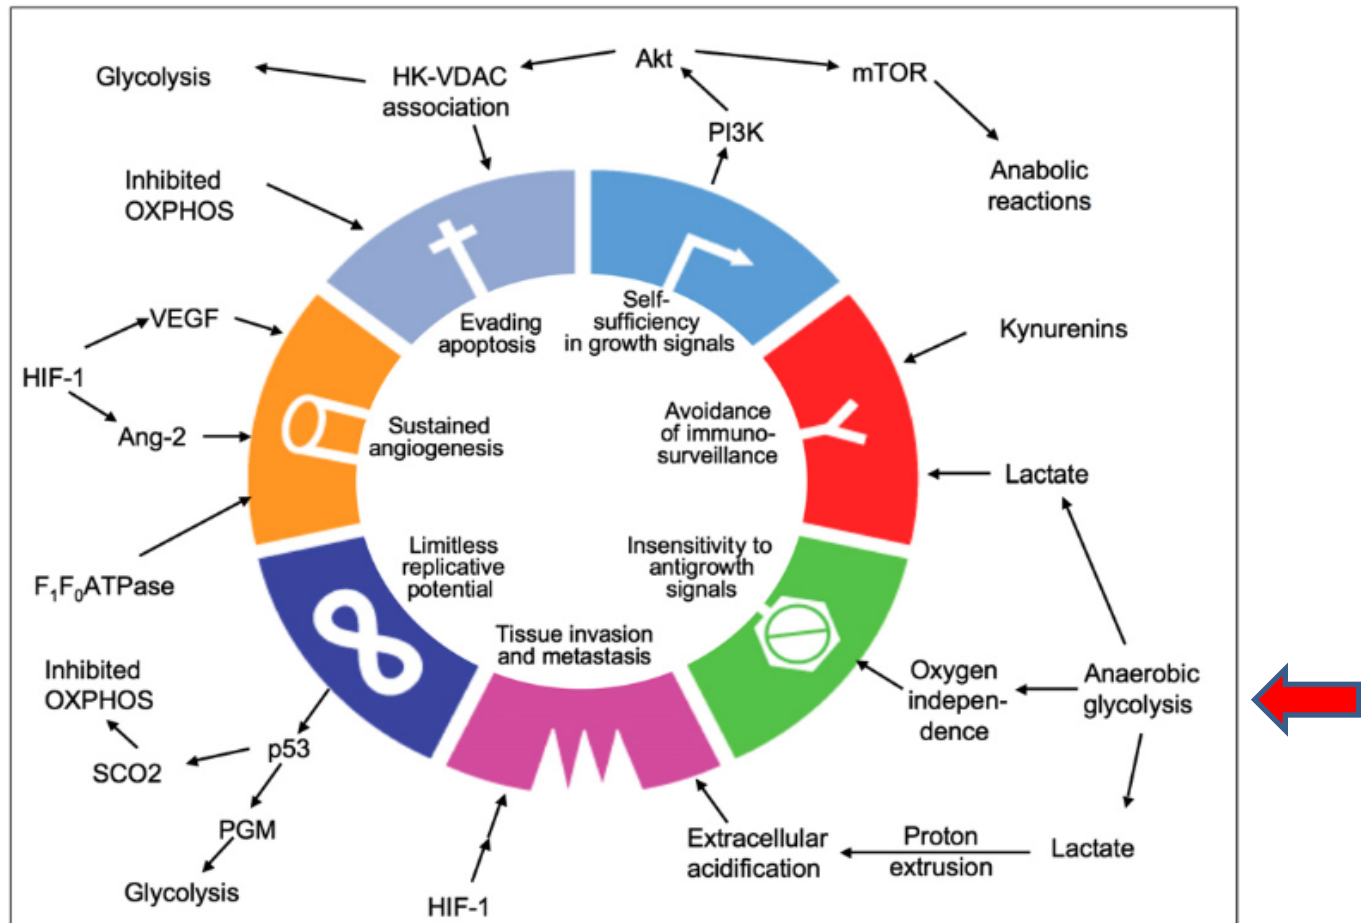 Akt
Glycolysis
HK-VDAC
association
mTOR
PI3K
Anabolic
reactions
Inhibited
OXPHOS
Evading
apoptosis
Self-
sufficiency
in growth signals
VEGF
HIF-1
Ang-2
Kynurenins
Sustained
angiogenesis
Avoidance
of immuno-
surveillance
Lactate
F₁F₀ATPase
Limitless
replicative
potential
Insensitivity to
antigrowth
signals
Tissue invasion
and metastasis
Inhibited
OXPHOS
Oxygen
indepen-
dence
Anaerobic
glycolysis
p53
SCO2
PGM
Glycolysis
HIF-1
Extracellular
acidification
Proton
extrusion
Lactate